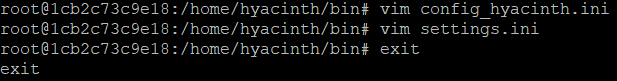 root@1cb2c73c9e18:/home/hyacinth/bin# vim config_hyacinth.ini
root@1cb2c73c9e18:/home/hyacinth/bin# vim settings.ini
root@1cb2c73c9e18:/home/hyacinth/bin# exit
exit